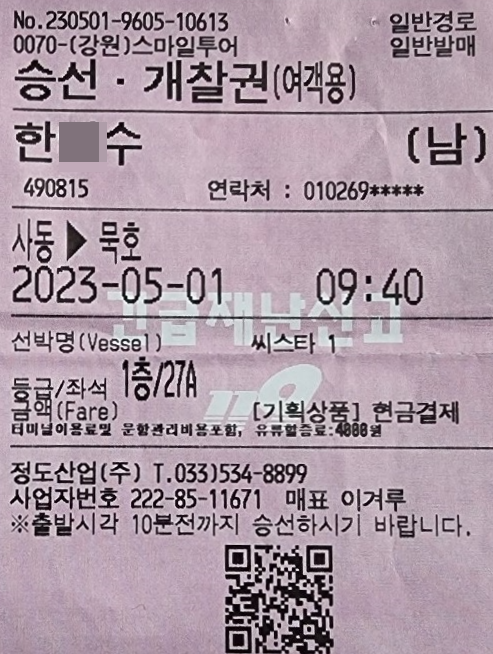 No.230501-9605-10613 일반경로
0070-(강원)스마일투어 일반발매
승선 · 개찰권(여객용)
한 수 (남)
490815 연락처 : 010269*****
사동 ▶ 묵호
2023-05-01 09:40
긴급재난신고
119
선박명(Vessel) 씨스타 1
등급/좌석 1층/27A
금액(Fare) [기획상품] 현금결제
터미널이용료및 문화관리비용포함, 유류할증료:4000원
정도산업(주) T.033)534-8899
사업자번호 222-85-11671 매표 이겨루
※출발시각 10분전까지 승선하시기 바랍니다.